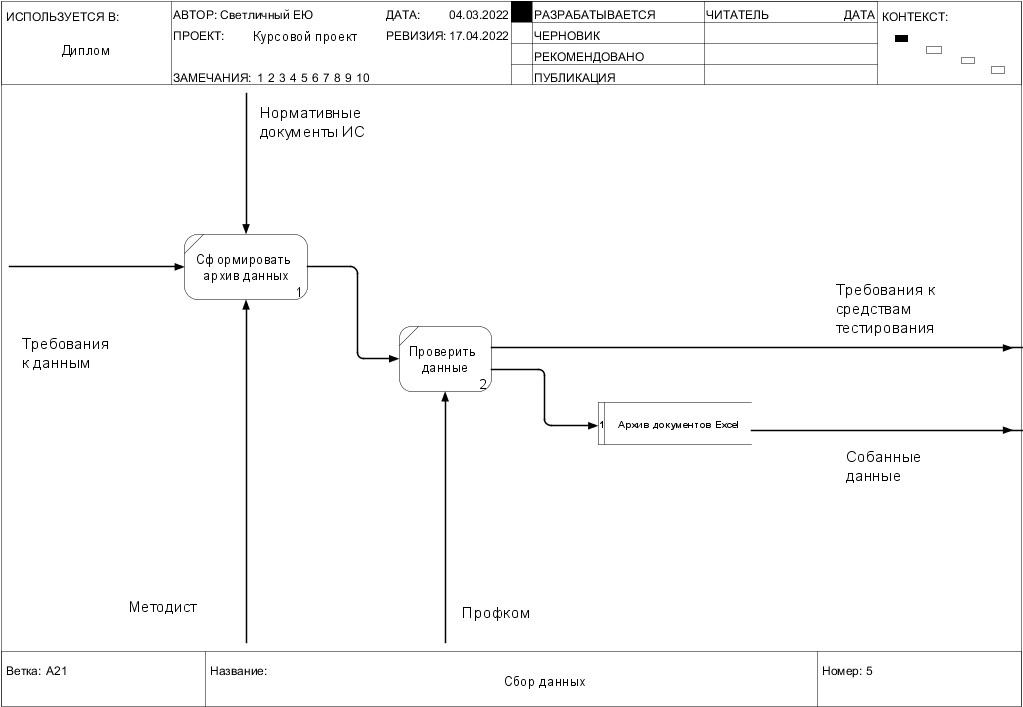 ИСПОЛЬЗУЕТСЯ В:
Диплом
АВТОР: Светличный ЕЮ
ДАТА: 04.03.2022
ПРОЕКТ: Курсовой проект
РЕВИЗИЯ: 17.04.2022
ЗАМЕЧАНИЯ: 1 2 3 4 5 6 7 8 9 10
РАЗРАБАТЫВАЕТСЯ
ЧЕРНОВИК
РЕКОМЕНДОВАНО
ПУБЛИКАЦИЯ
ЧИТАТЕЛЬ ДАТА
КОНТЕКСТ:
Нормативные
документы ИС
Сформировать
архив данных
1
Требования
к данным
Проверить
данные
2
Требования к
средствам
тестирования
1 Архив документов Excel
Собанные
данные
Методист
Профком
Ветка: A21
Название:
Сбор данных
Номер: 5